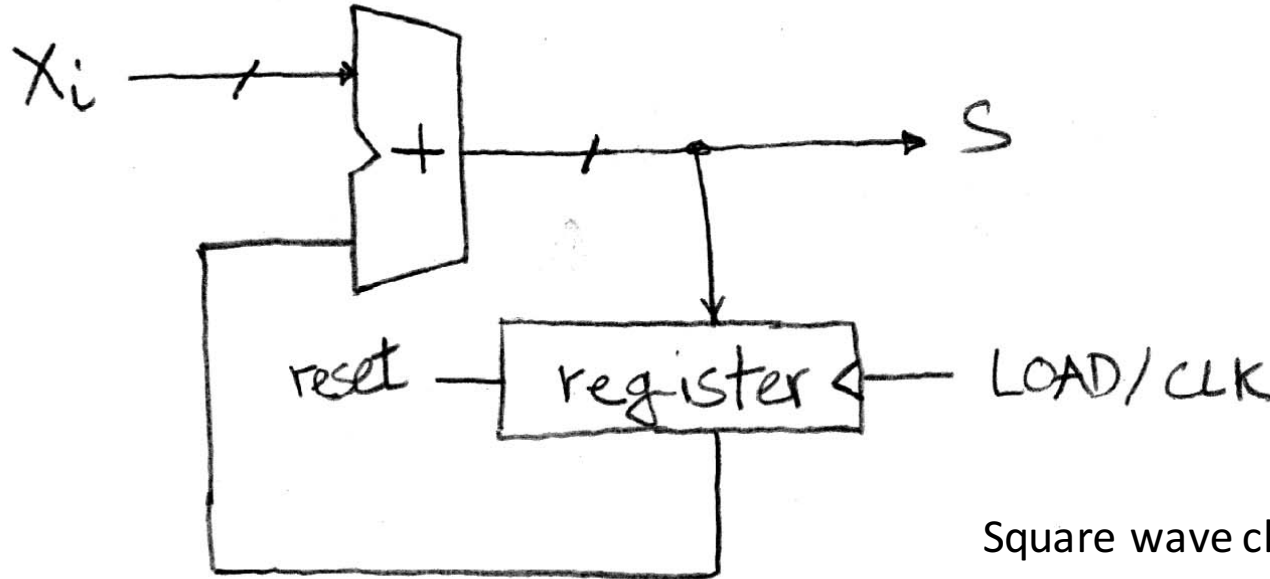 Xi
+
S
reset
register
LOAD/CLK
Square wave cl